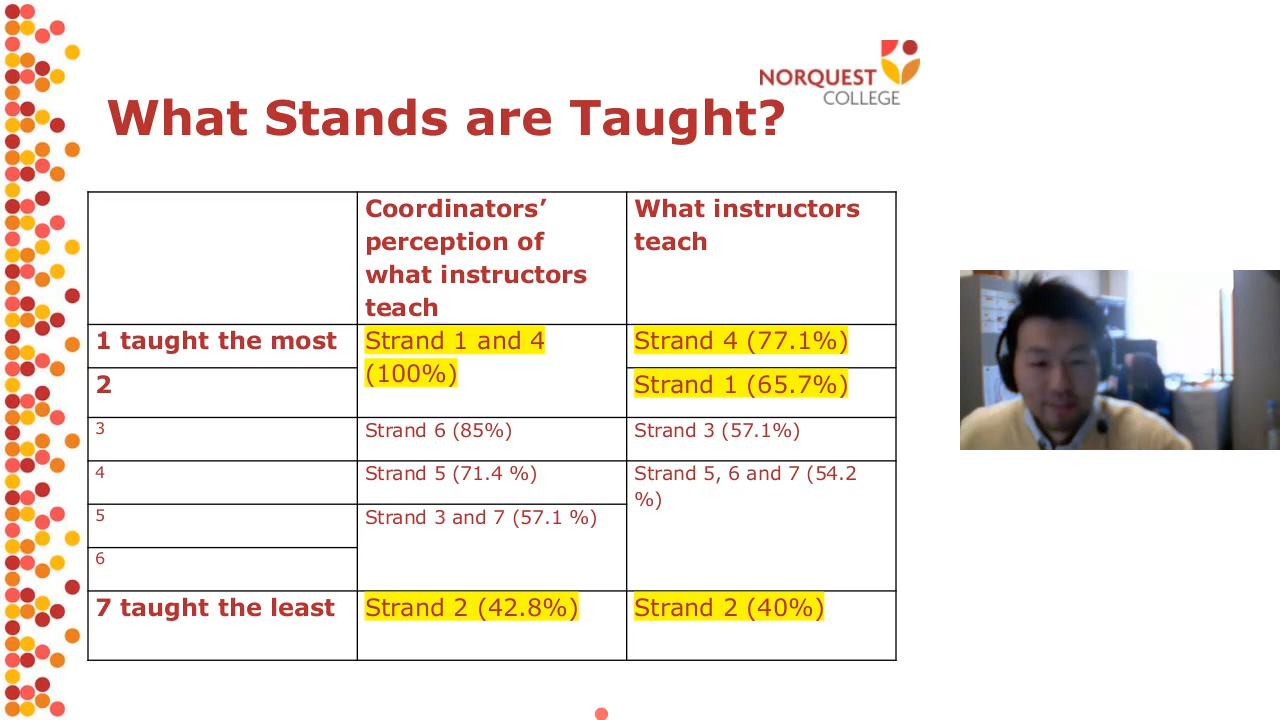 NORQUEST
COLLEGE
What Stands are Taught?
Coordinators’
perception of
what instructors
teach
What instructors
teach
1 taught the most
Strand 1 and 4
(100%)
Strand 4 (77.1%)
2
Strand 1 (65.7%)
3
Strand 6 (85%)
Strand 3 (57.1%)
4
Strand 5 (71.4 %)
Strand 5, 6 and 7 (54.2
%)
5
Strand 3 and 7 (57.1 %)
6
7 taught the least
Strand 2 (42.8%)
Strand 2 (40%)